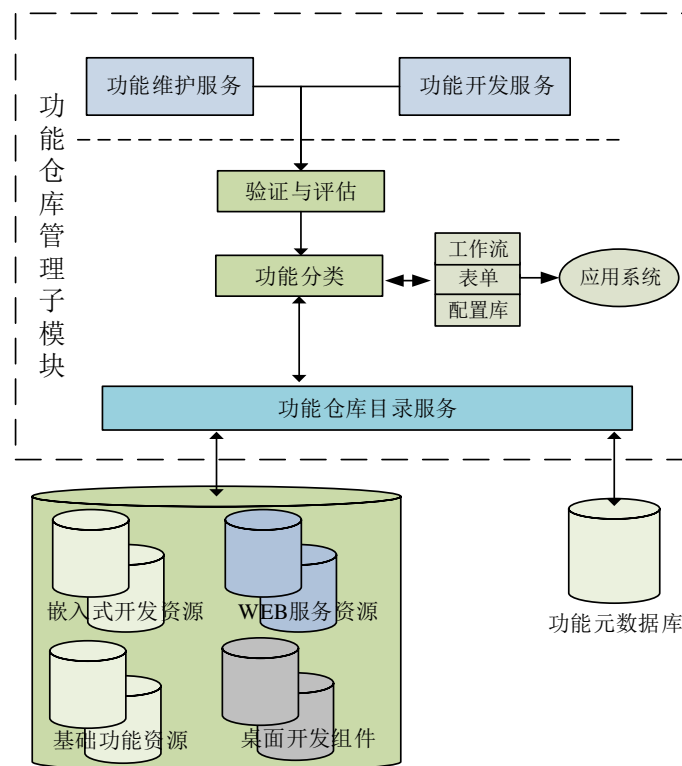 功能仓库管理子模块
功能维护服务
功能开发服务
验证与评估
功能分类
工作流
表单
配置库
应用系统
功能仓库目录服务
嵌入式开发资源
WEB服务资源
功能元数据库
基础功能资源
桌面开发组件